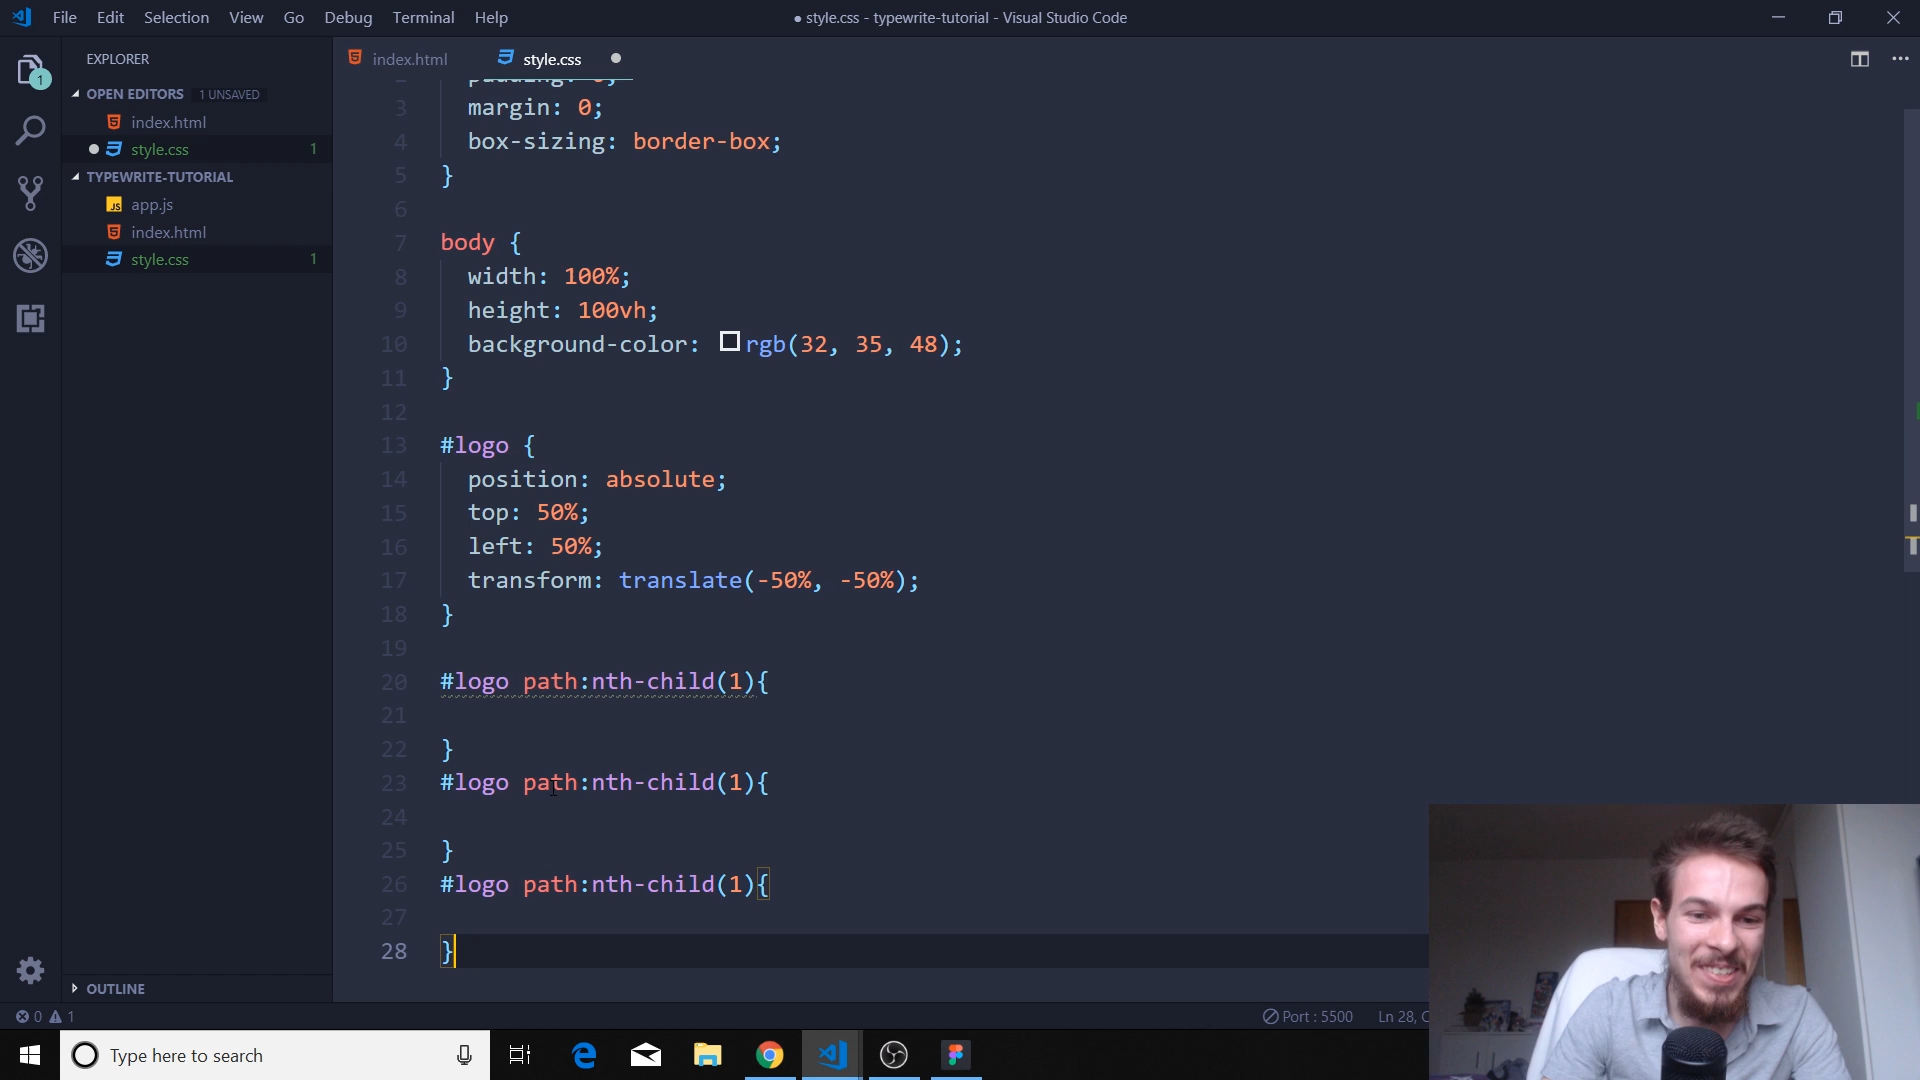 File Edit Selection View Go Debug Terminal Help
● style.css - typewrite-tutorial - Visual Studio Code
EXPLORER
index.html
style.css
OPEN EDITORS 1 UNSAVED
index.html
style.css 1
TYPEWRITE-TUTORIAL
app.js
index.html
style.css 1
1
3 margin: 0;
4 box-sizing: border-box;
5 }
6
7 body {
8 width: 100%;
9 height: 100vh;
10 background-color: rgb(32, 35, 48);
11 }
12
13 #logo {
14 position: absolute;
15 top: 50%;
16 left: 50%;
17 transform: translate(-50%, -50%);
18 }
19
20 #logo path:nth-child(1){
21
22 }
23 #logo path:nth-child(1){
24
25 }
26 #logo path:nth-child(1){
27
28 }
OUTLINE
0 1
Port : 5500 Ln 28,
Type here to search